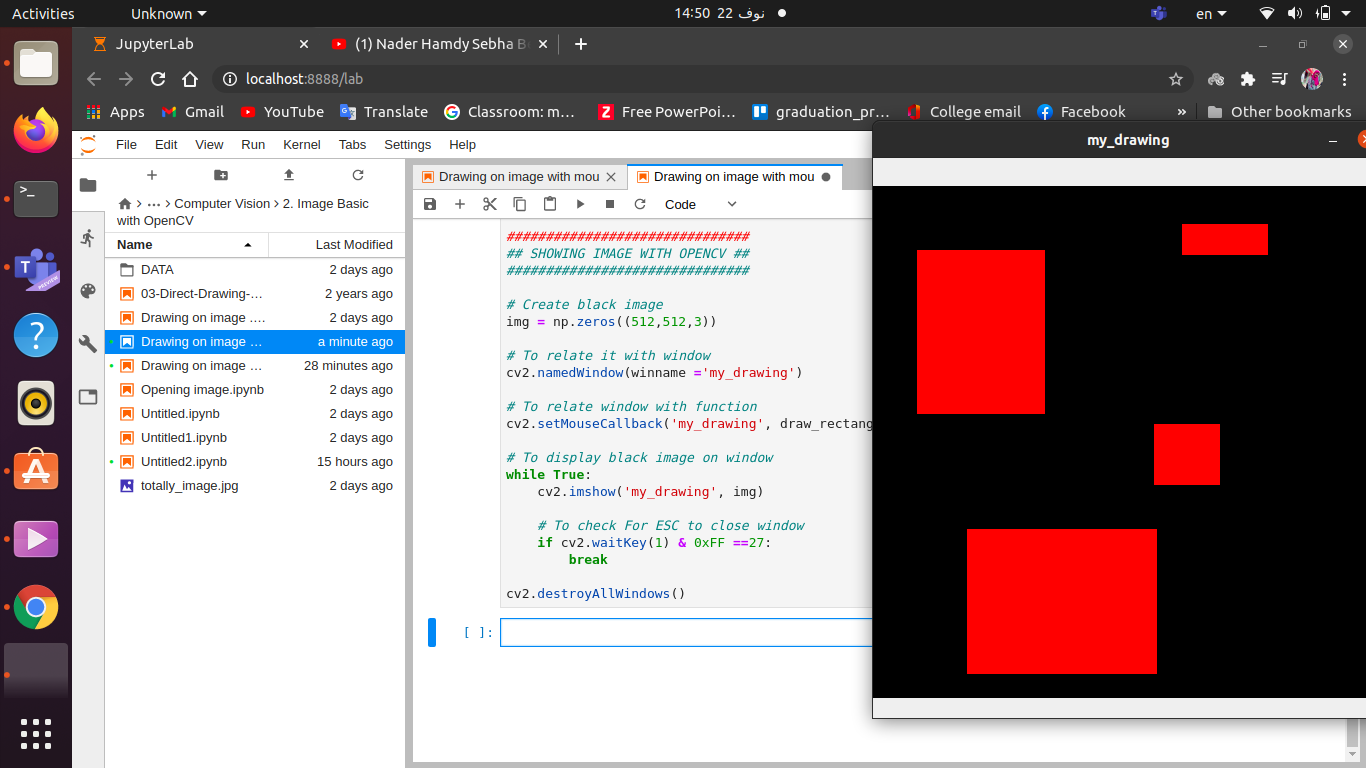 Activities Unknown 14:50 22 نوف en
JupyterLab (1) Nader Hamdy Sebha B
localhost:8888/lab
Apps Gmail YouTube Translate Classroom: m… Free PowerPoi… graduation_pr… College email Facebook » Other bookmarks
my_drawing
File Edit View Run Kernel Tabs Settings Help
Drawing on image with mou Drawing on image with mou
Code
··· Computer Vision 2. Image Basic
with OpenCV
Name Last Modified
DATA 2 days ago
03-Direct-Drawing-… 2 years ago
Drawing on image .… 2 days ago
Drawing on image … a minute ago
Drawing on image … 28 minutes ago
Opening image.ipynb 2 days ago
Untitled.ipynb 2 days ago
Untitled1.ipynb 2 days ago
Untitled2.ipynb 15 hours ago
totally_image.jpg 2 days ago
###############################
## SHOWING IMAGE WITH OPENCV ##
###############################
# Create black image
img = np.zeros((512,512,3))
# To relate it with window
cv2.namedWindow(winname ='my_drawing')
# To relate window with function
cv2.setMouseCallback('my_drawing', draw_rectang
# To display black image on window
while True:
cv2.imshow('my_drawing', img)
# To check For ESC to close window
if cv2.waitKey(1) & 0xFF ==27:
break
cv2.destroyAllWindows()
[ ]: